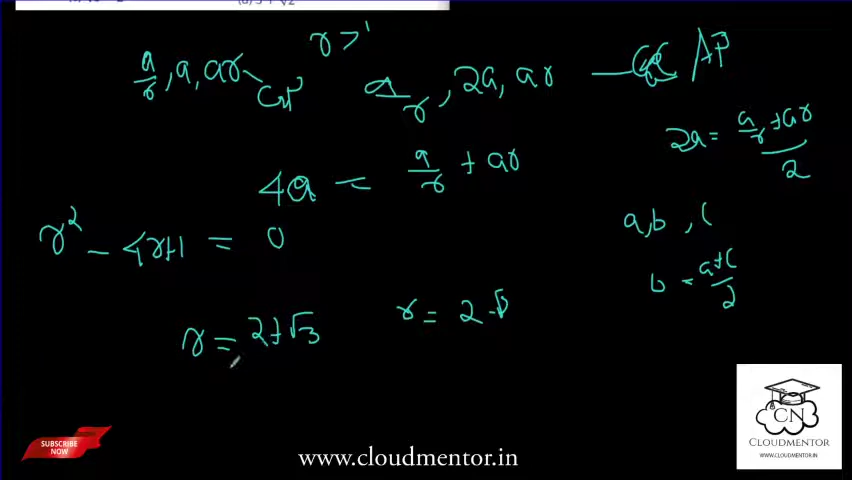 r > 1
a/r, a, ar GP
a/r, 2a, ar — AP
2a = (a/r + ar)/2
4a = a/r + ar
r² - 4r+1 = 0
a, b, c
b = (a+c)/2
r = 2+√3
r = 2 - √
SUBSCRIBE NOW
CN
CLOUDMENTOR
WWW.CLOUDMENTOR.IN
www.cloudmentor.in